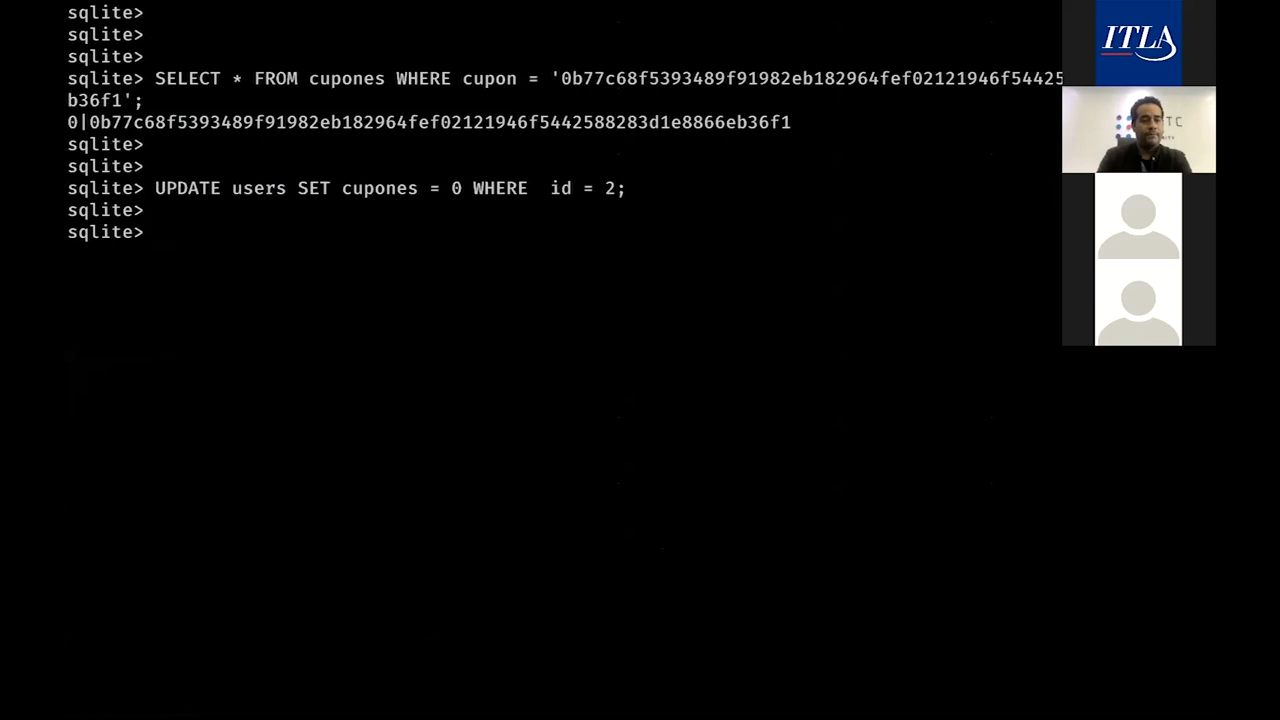 sqlite>
sqlite>
sqlite>
sqlite> SELECT * FROM cupones WHERE cupon = '0b77c68f5393489f91982eb182964fef02121946f54425
b36f1';
0|0b77c68f5393489f91982eb182964fef02121946f5442588283d1e8866eb36f1
sqlite>
sqlite>
sqlite> UPDATE users SET cupones = 0 WHERE  id = 2;
sqlite>
sqlite>
ITLA
TC